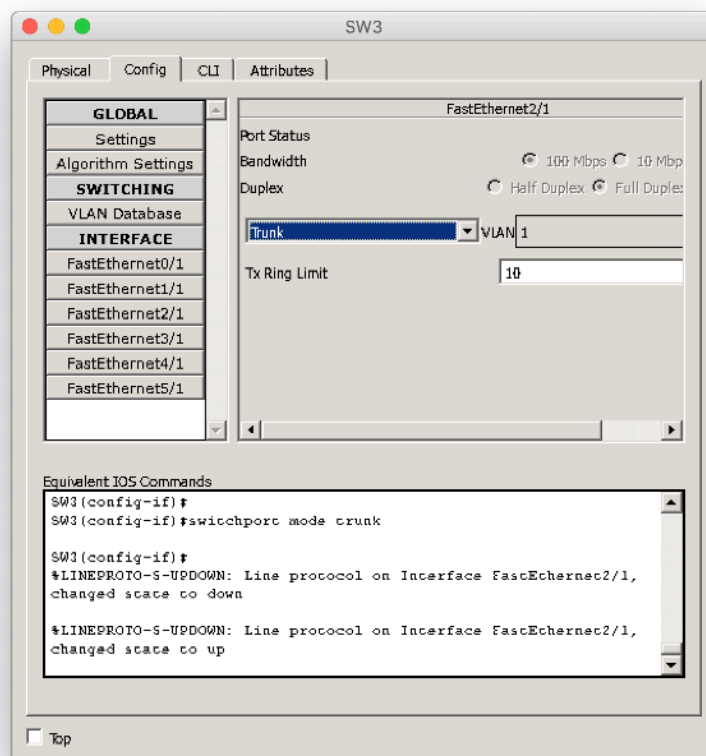 SW3
Physical Config CLI Attributes
GLOBAL
Settings
Algorithm Settings
SWITCHING
VLAN Database
INTERFACE
FastEthernet0/1
FastEthernet1/1
FastEthernet2/1
FastEthernet3/1
FastEthernet4/1
FastEthernet5/1
FastEthernet2/1
Port Status
Bandwidth 100 Mbps 10 Mbp
Duplex Half Duplex Full Duple
Trunk VLAN 1
Tx Ring Limit 10
Equivalent IOS Commands
SW3(config-if)#
SW3(config-if)#switchport mode trunk
SW3(config-if)#
%LINEPROTO-5-UPDOWN: Line protocol on Interface FastEthernet2/1,
changed state to down
%LINEPROTO-5-UPDOWN: Line protocol on Interface FastEthernet2/1,
changed state to up
Top